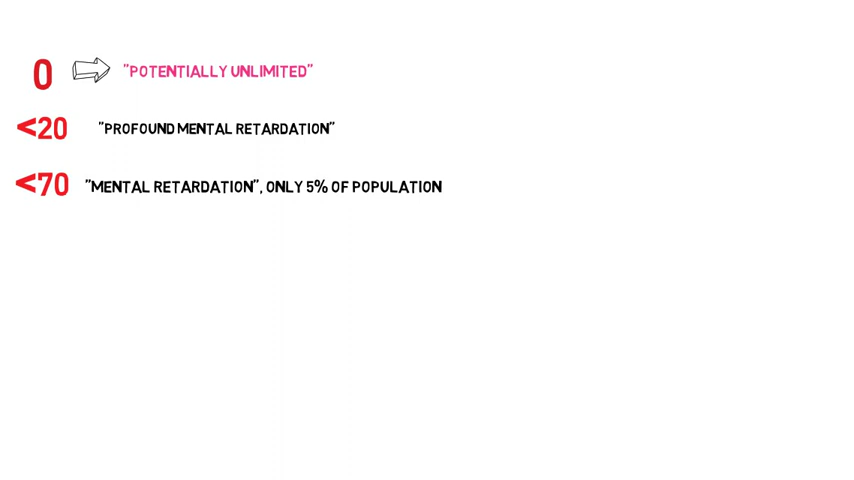 0 "POTENTIALLY UNLIMITED"
<20 "PROFOUND MENTAL RETARDATION"
<70 "MENTAL RETARDATION", ONLY 5% OF POPULATION